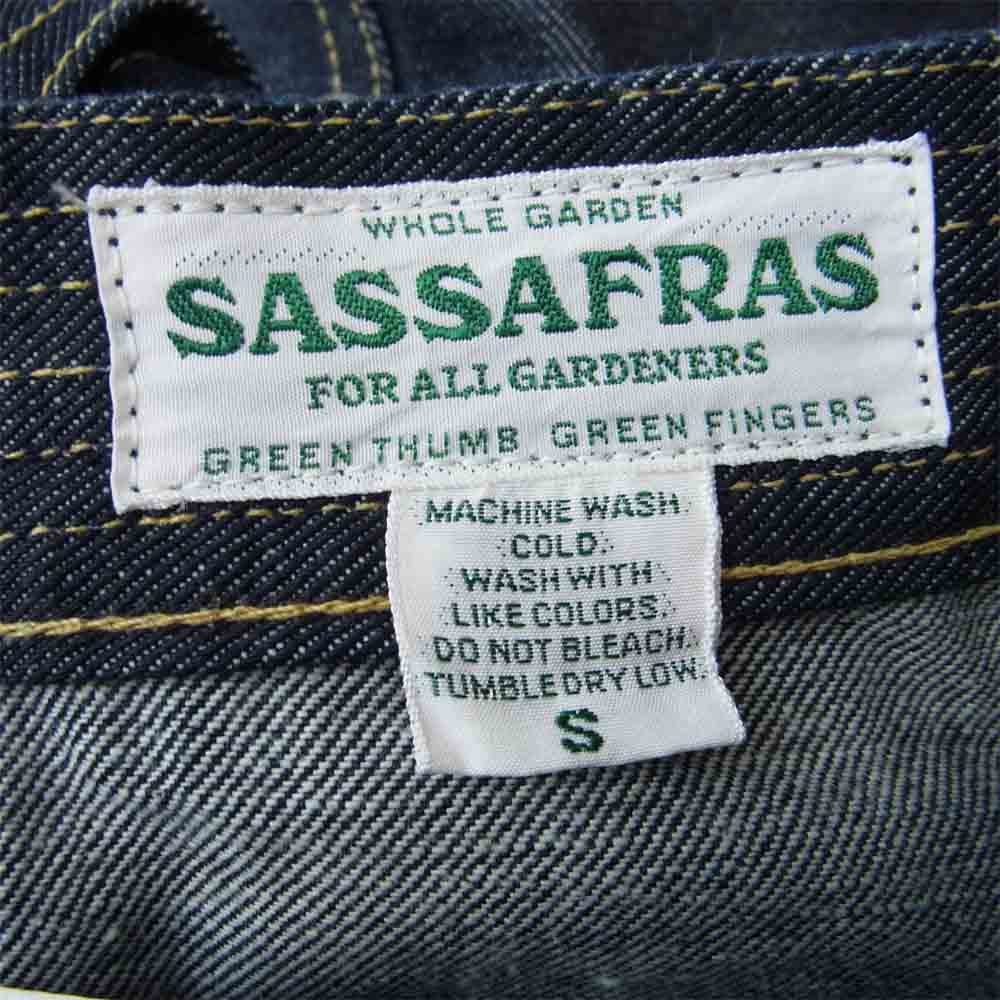 WHOLE GARDEN
SASSAFRAS
FOR ALL GARDENERS
GREEN THUMB GREEN FINGERS
MACHINE WASH
COLD.
WASH WITH
LIKE COLORS.
DO NOT BLEACH.
TUMBLE DRY LOW.
S